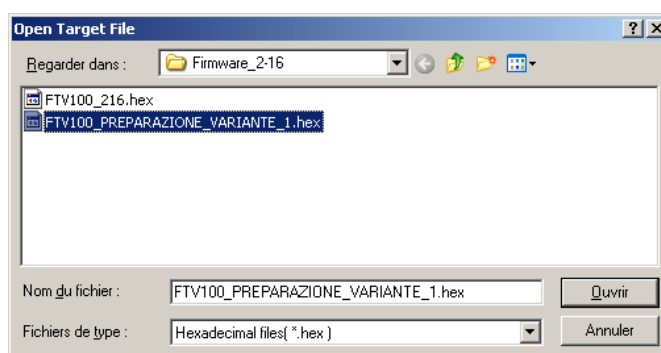 Open Target File
Regarder dans : Firmware_2-16
FTV100_216.hex
FTV100_PREPARAZIONE_VARIANTE_1.hex
Nom du fichier : FTV100_PREPARAZIONE_VARIANTE_1.hex Ouvrir
Fichiers de type : Hexadecimal files( *.hex ) Annuler